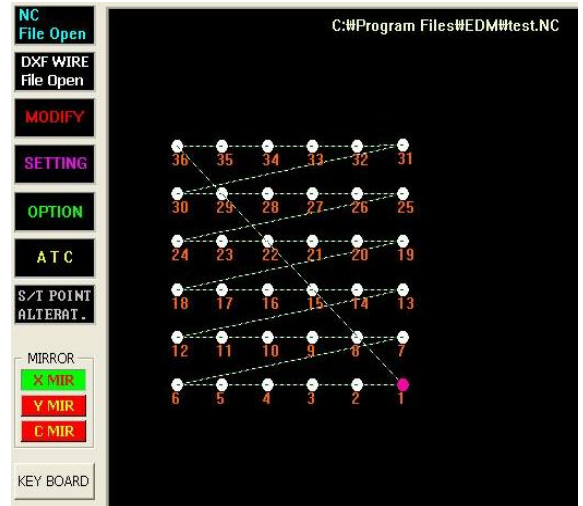 NC
File Open
C:₩Program Files₩EDM₩test.NC
DXF WIRE
File Open
MODIFY
SETTING
OPTION
A T C
S/T POINT
ALTERAT.
MIRROR
X MIR
Y MIR
C MIR
KEY BOARD
36 35 34 33 32 31
30 29 28 27 26 25
24 23 22 21 20 19
18 17 16 15 14 13
12 11 10 9 8 7
6 5 4 3 2 1